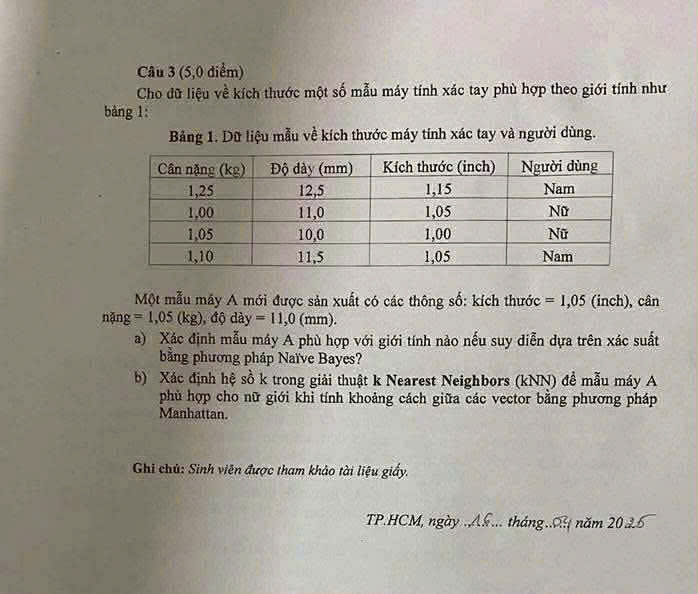 Câu 3 (5,0 điểm)
Cho dữ liệu về kích thước một số mẫu máy tính xác tay phù hợp theo giới tính như
bảng 1:
Bảng 1. Dữ liệu mẫu về kích thước máy tính xác tay và người dùng.
Cân nặng (kg) Độ dày (mm) Kích thước (inch) Người dùng
1,25 12,5 1,15 Nam
1,00 11,0 1,05 Nữ
1,05 10,0 1,00 Nữ
1,10 11,5 1,05 Nam
Một mẫu máy A mới được sản xuất có các thông số: kích thước = 1,05 (inch), cân
nặng = 1,05 (kg), độ dày = 11,0 (mm).
a) Xác định mẫu máy A phù hợp với giới tính nào nếu suy diễn dựa trên xác suất
bằng phương pháp Naïve Bayes?
b) Xác định hệ số k trong giải thuật k Nearest Neighbors (kNN) để mẫu máy A
phù hợp cho nữ giới khi tính khoảng cách giữa các vector bằng phương pháp
Manhattan.
Ghi chú: Sinh viên được tham khảo tài liệu giấy.
TP.HCM, ngày ... tháng.. năm 20